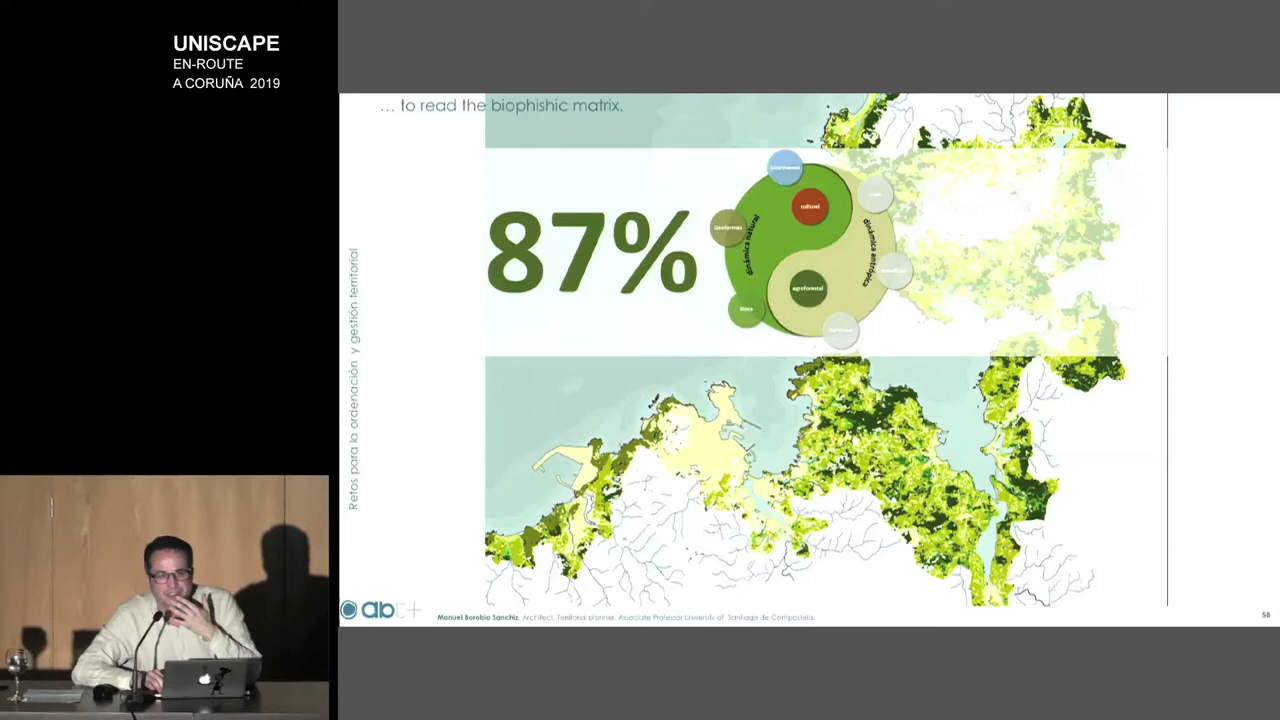 UNISCAPE
EN-ROUTE
A CORUÑA 2019
… to read the biophishic matrix.
87%
cultural
Geoformas
dinámica natural
dinámica antrópica
agroforestal
Biota
Retos para la ordenación y gestión territorial
abt+
Manuel Borobio Sanchiz. Architect. Territorial planner. Associate Professor University of Santiago de Compostela.
58